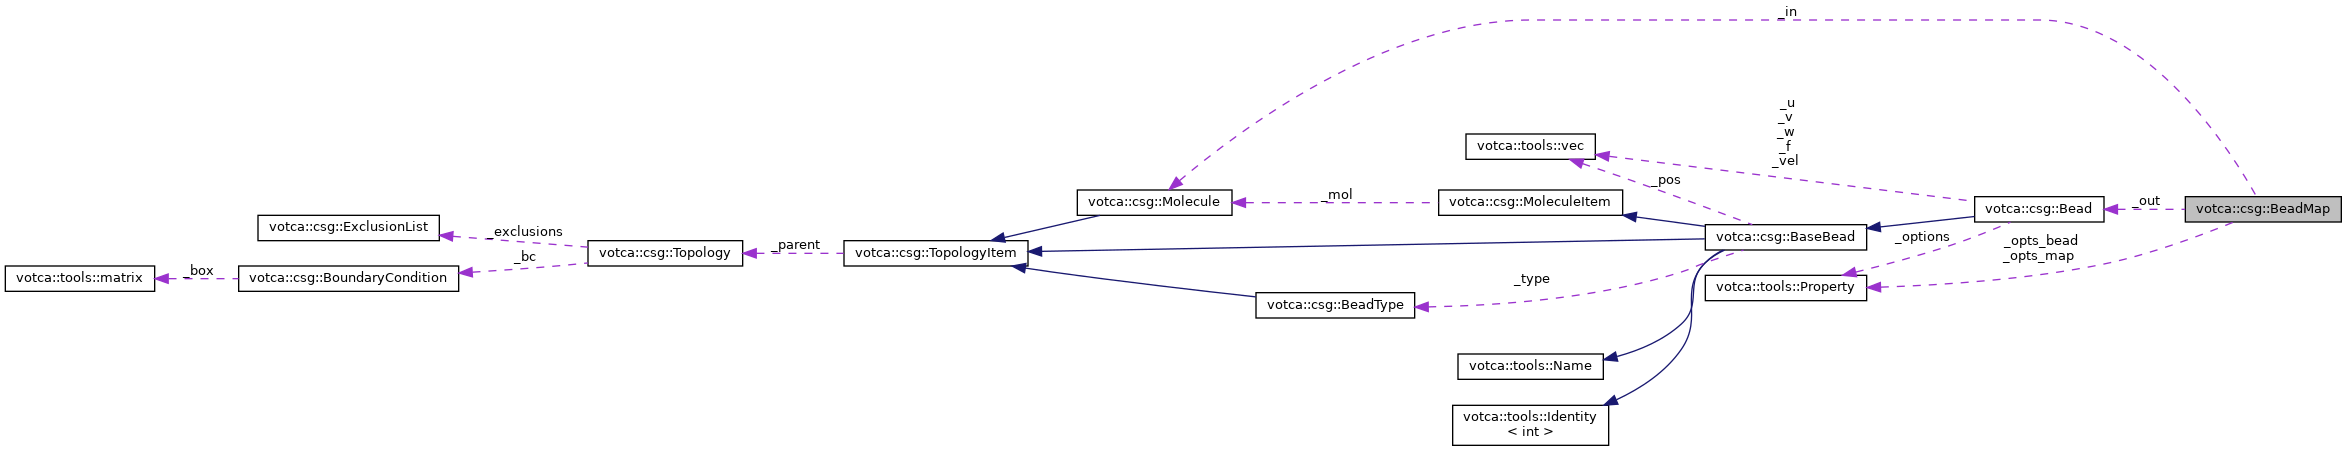 _in
_u
_v
_w
_f
_vel
votca::tools::vec
_pos
_mol
votca::csg::Molecule
votca::csg::MoleculeItem
_out
votca::csg::Bead
votca::csg::BeadMap
votca::csg::ExclusionList
_exclusions
votca::csg::BaseBead
_options
_opts_bead
_opts_map
_parent
votca::csg::Topology
votca::csg::TopologyItem
_bc
_box
votca::tools::matrix
votca::csg::BoundaryCondition
_type
votca::tools::Property
votca::csg::BeadType
votca::tools::Name
votca::tools::Identity
< int >